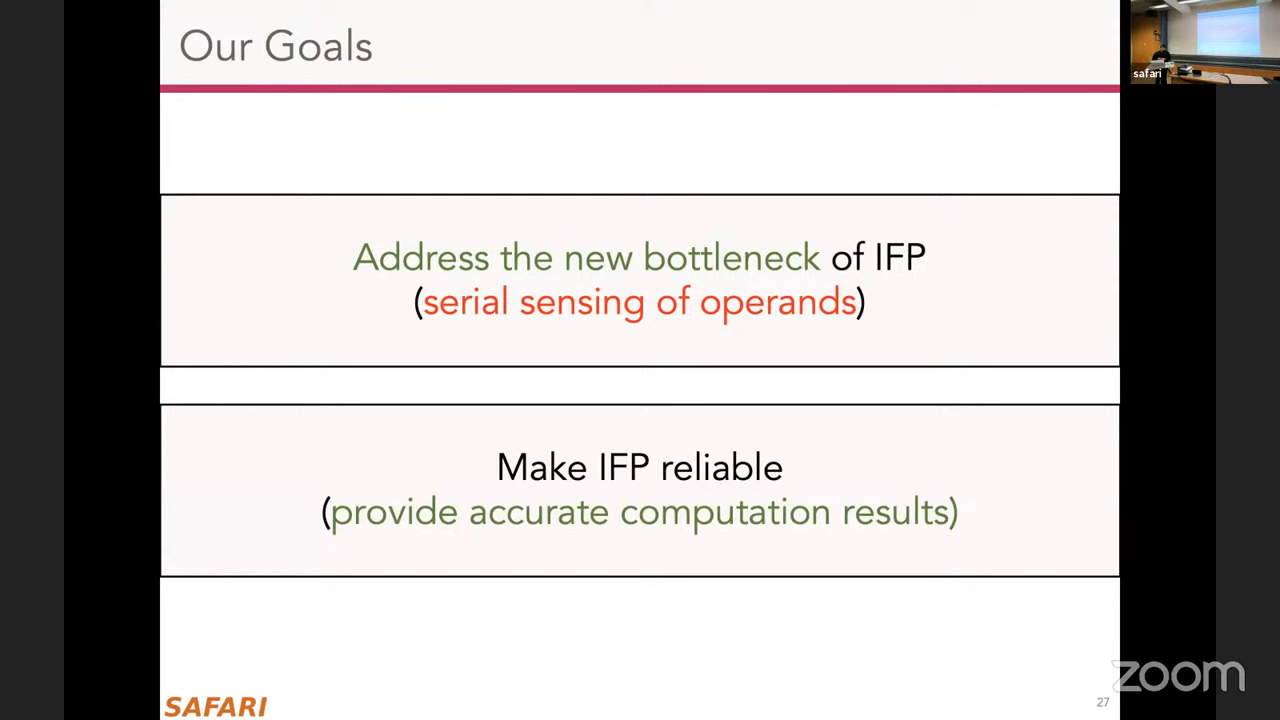 Our Goals
safari
Address the new bottleneck of IFP
(serial sensing of operands)
Make IFP reliable
(provide accurate computation results)
SAFARI
27
zoom